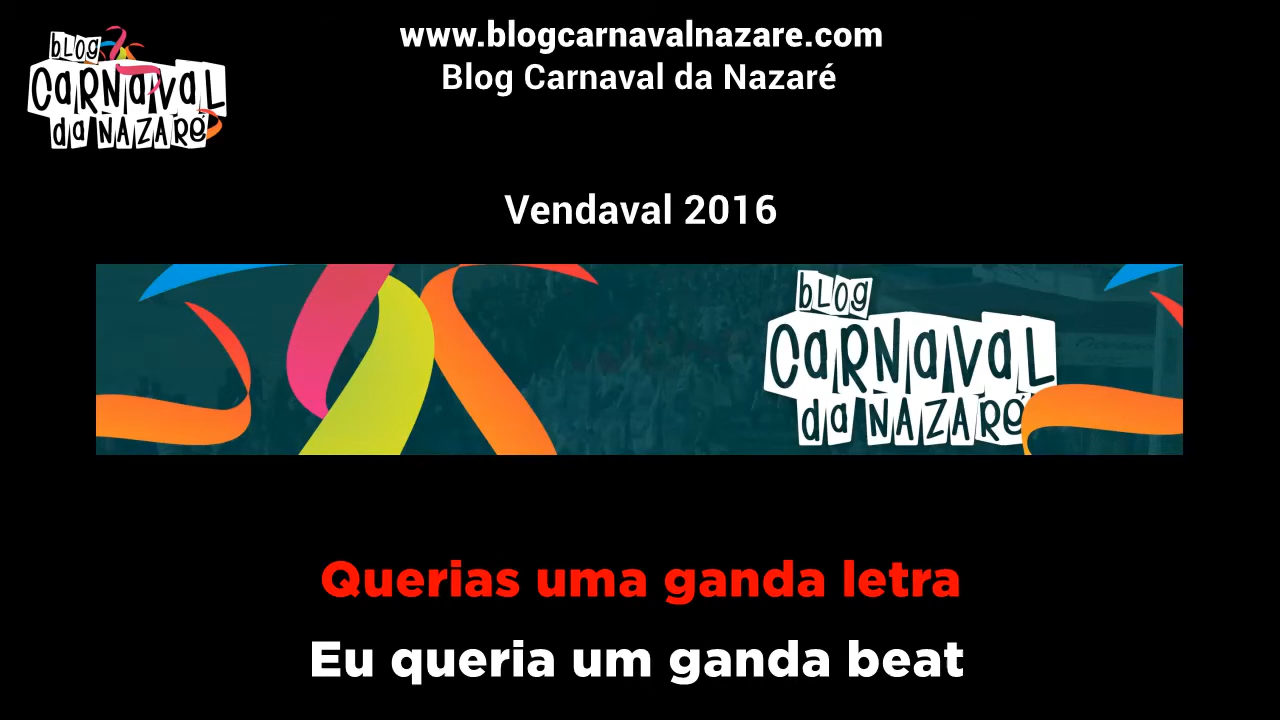 www.blogcarnavalnazare.com
Blog Carnaval da Nazaré
BLOG
CARNAVAL
da NAZARÉ
Vendaval 2016
BLOG
CARNAVAL
da NAZARÉ
Querias uma ganda letra
Eu queria um ganda beat